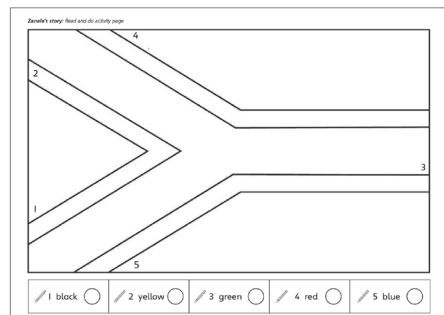 Zanele's story: Read and do activity page
4
2
3
1
5
1 black
2 yellow
3 green
4 red
5 blue